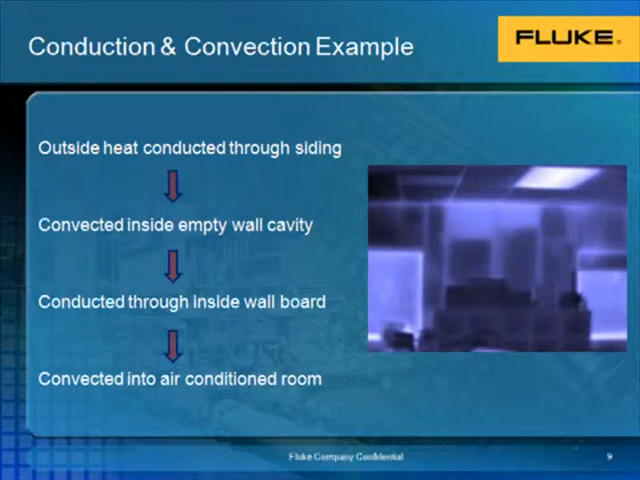 Conduction & Convection Example
FLUKE®
Outside heat conducted through siding
Convected inside empty wall cavity
Conducted through inside wall board
Convected into air conditioned room
Fluke Company Confidential
9